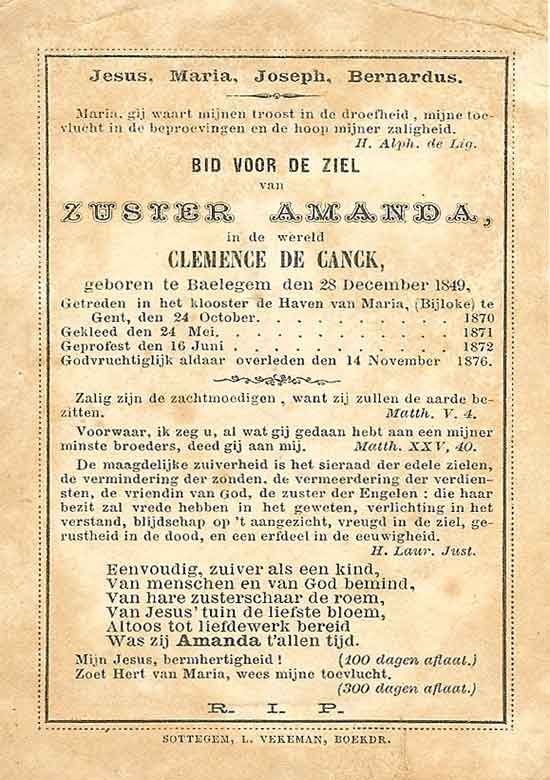 Jesus, Maria, Joseph, Bernardus.
Maria, gij waart mijnen troost in de droefheid, mijne toe-
vlucht in de beproevingen en de hoop mijner zaligheid.
H. Alph. de Lig.
BID VOOR DE ZIEL
van
ZUSTER AMANDA,
in de wereld
CLEMENCE DE CANCK,
geboren te Baelegem den 28 December 1849,
Getreden in het klooster de Haven van Maria, (Bijloke) te
Gent, den 24 October. . . . . . . . . . . . 1870
Gekleed den 24 Mei. . . . . . . . . . . . . 1871
Geprofest den 16 Juni . . . . . . . . . . . 1872
Godvruchtiglijk aldaar overleden den 14 November 1876.
Zalig zijn de zachtmoedigen, want zij zullen de aarde be-
zitten. Matth. V. 4.
Voorwaar, ik zeg u, al wat gij gedaan hebt aan een mijner
minste broeders, deed gij aan mij. Matth. XXV, 40.
De maagdelijke zuiverheid is het sieraad der edele zielen,
de vermindering der zonden, de vermeerdering der verdien-
sten, de vriendin van God, de zuster der Engelen : die haar
bezit zal vrede hebben in het geweten, verlichting in het
verstand, blijdschap op 't aangezicht, vreugd in de ziel, ge-
rustheid in de dood, en een erfdeel in de eeuwigheid.
H. Laur. Just.
Eenvoudig, zuiver als een kind,
Van menschen en van God bemind,
Van hare zusterschaar de roem,
Van Jesus' tuin de liefste bloem,
Altoos tot liefdewerk bereid
Was zij Amanda t'allen tijd.
Mijn Jesus, bermhertigheid ! (100 dagen aflaat.)
Zoet Hert van Maria, wees mijne toevlucht.
(300 dagen aflaat.)
R. I. P.
SOTTEGEM, L. VEKEMAN, BOEKDR.